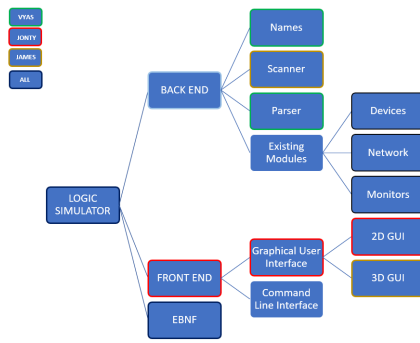 VYAS
JONTY
JAMES
ALL
LOGIC
SIMULATOR
BACK END
FRONT END
EBNF
Names
Scanner
Parser
Existing
Modules
Graphical User
Interface
Command
Line Interface
Devices
Network
Monitors
2D GUI
3D GUI